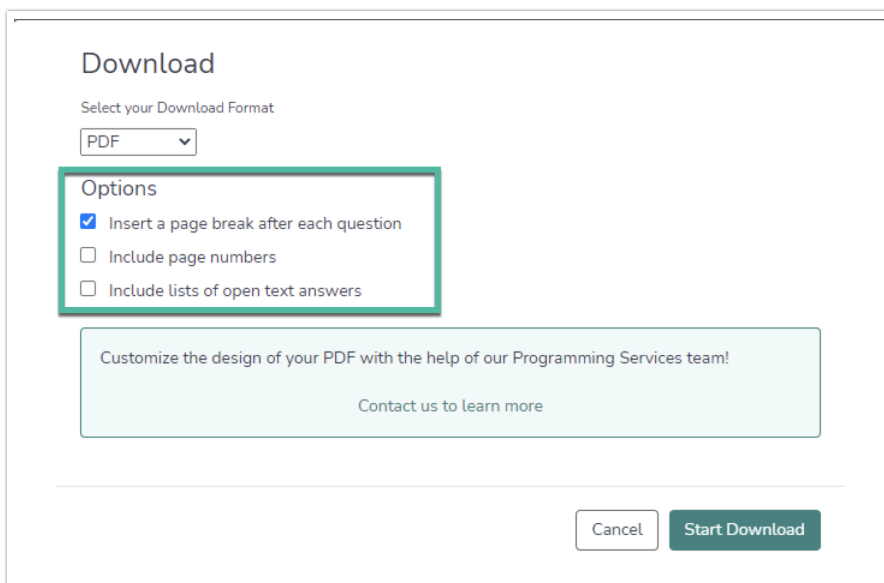 Download
Select your Download Format
PDF
Options
Insert a page break after each question
Include page numbers
Include lists of open text answers
Customize the design of your PDF with the help of our Programming Services team!
Contact us to learn more
Cancel
Start Download